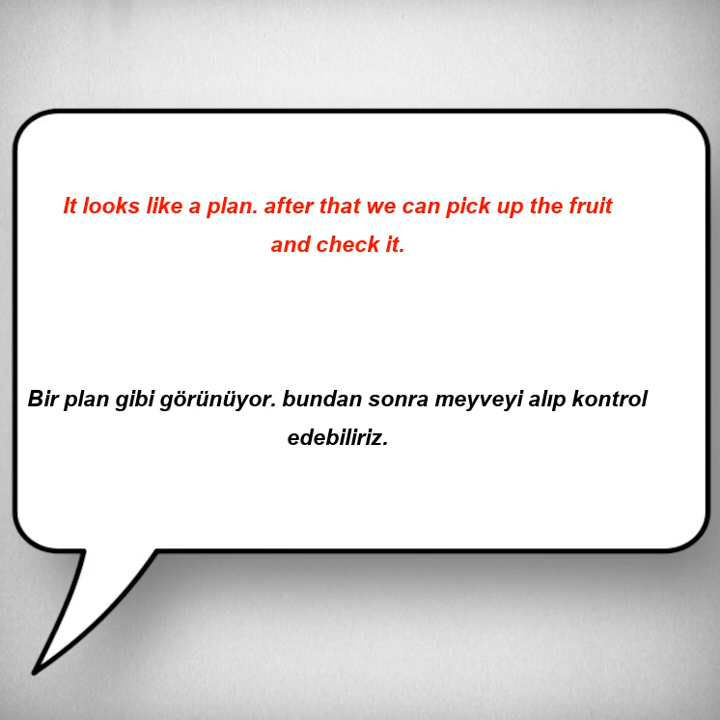 It looks like a plan. after that we can pick up the fruit
and check it.
Bir plan gibi görünüyor. bundan sonra meyveyi alıp kontrol
edebiliriz.